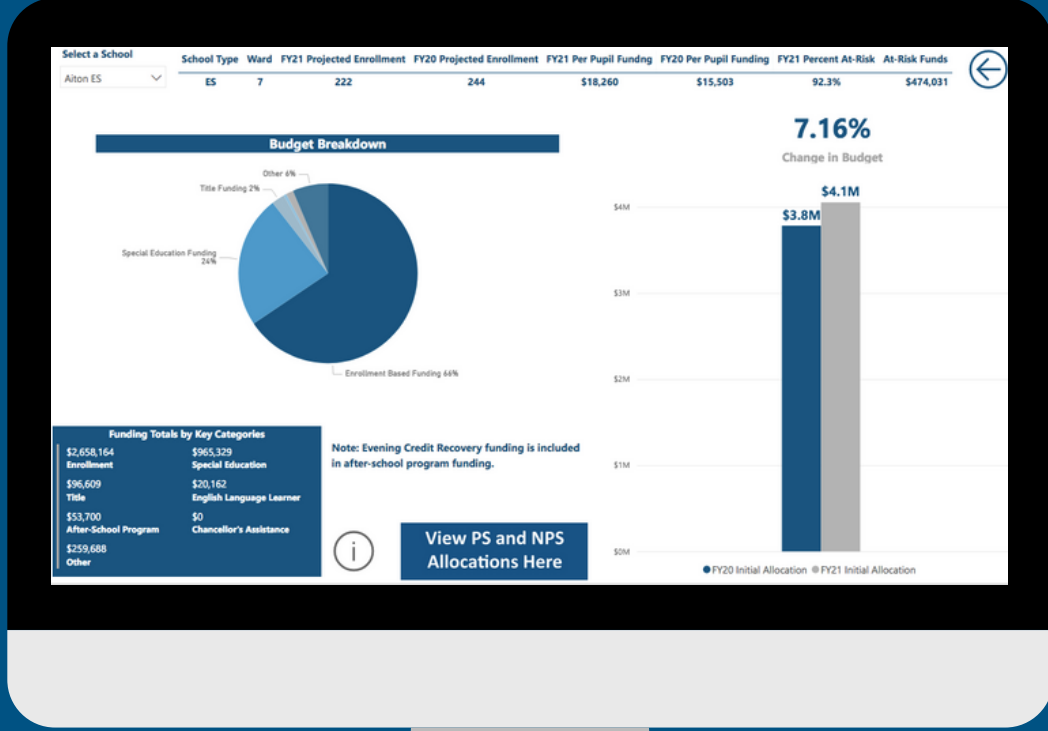 Select a School
Aiton ES
School Type Ward FY21 Projected Enrollment FY20 Projected Enrollment FY21 Per Pupil Fundng FY20 Per Pupil Funding FY21 Percent At-Risk At-Risk Funds
ES 7 222 244 $18,260 $15,503 92.3% $474,031
Budget Breakdown
Other 6%
Title Funding 2%
Special Education Funding
24%
Enrollment Based Funding 66%
7.16%
Change in Budget
$4.1M
$3.8M
$4M
$3M
$2M
$1M
$0M
FY20 Initial Allocation FY21 Initial Allocation
Funding Totals by Key Categories
$2,658,164 $965,329
Enrollment Special Education
$96,609 $20,162
Title English Language Learner
$53,700 $0
After-School Program Chancellor's Assistance
$259,688
Other
Note: Evening Credit Recovery funding is included
in after-school program funding.
i
View PS and NPS
Allocations Here